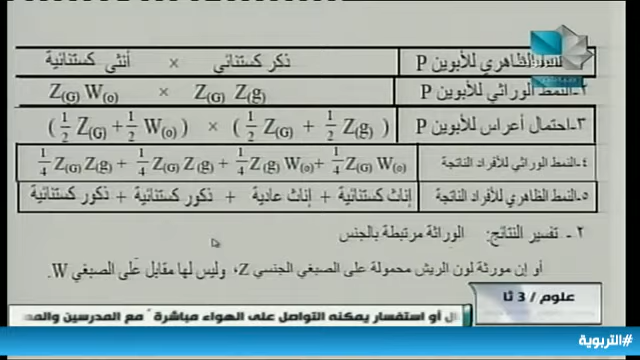 النمط الظاهري للأبوين P ذكر كستنائي × أنثى كستنائية
٢-النمط الوراثي للأبوين P Z(G) Z(g) × Z(G) W(o)
٣-احتمال أعراس للأبوين P (½ Z(G) + ½ Z(g)) × (½ Z(G) + ½ W(o))
٤-النمط الوراثي للأفراد الناتجة ¼ Z(G) Z(g) + ¼ Z(G) Z(g) + ¼ Z(g) W(o) + ¼ Z(G) W(o)
٥-النمط الظاهري للأفراد الناتجة إناث كستنائية + إناث عادية + ذكور كستنائية + ذكور كستنائية
٢ - تفسير النتائج: الوراثة مرتبطة بالجنس
أو إن مورثة لون الريش محمولة على الصبغي الجنسي Z، وليس لها مقابل على الصبغي W.
علوم / 3 ثا
أو استفسار يمكنه التواصل على الهواء مباشرة " مع المدرسين
#التربوية